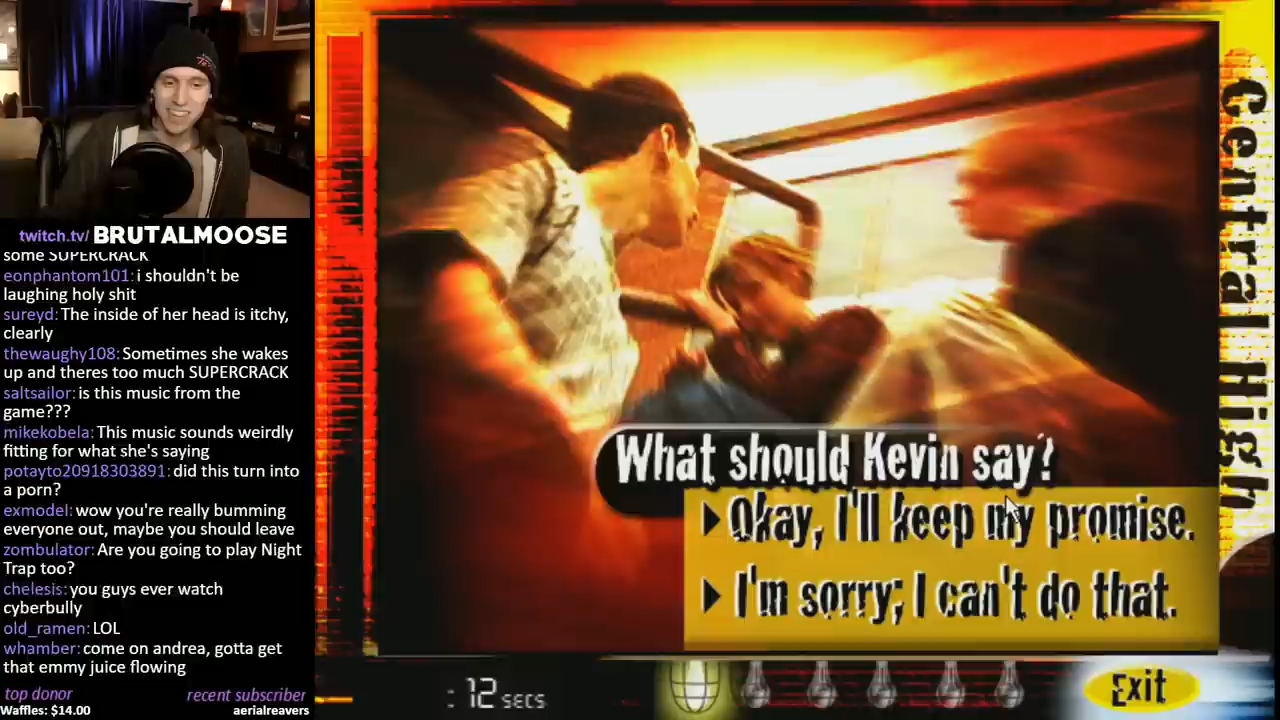 twitch.tv/BRUTALMOOSE
some SUPERCRACK
eonphantom101: i shouldn't be
laughing holy shit
sureyd: The inside of her head is itchy,
clearly
thewaughy108: Sometimes she wakes
up and theres too much SUPERCRACK
saltsailor: is this music from the
game???
mikekobela: This music sounds weirdly
fitting for what she's saying
potayto20918303891: did this turn into
a porn?
exmodel: wow you're really bumming
everyone out, maybe you should leave
zombulator: Are you going to play Night
Trap too?
chelesis: you guys ever watch
cyberbully
old_ramen: LOL
whamber: come on andrea, gotta get
that emmy juice flowing
top donor
recent subscriber
Waffles: $14.00
aerialreavers
What should Kevin say?
Okay, I'll keep my promise.
I'm sorry; I can't do that.
: 12 SECS
Exit
Central High